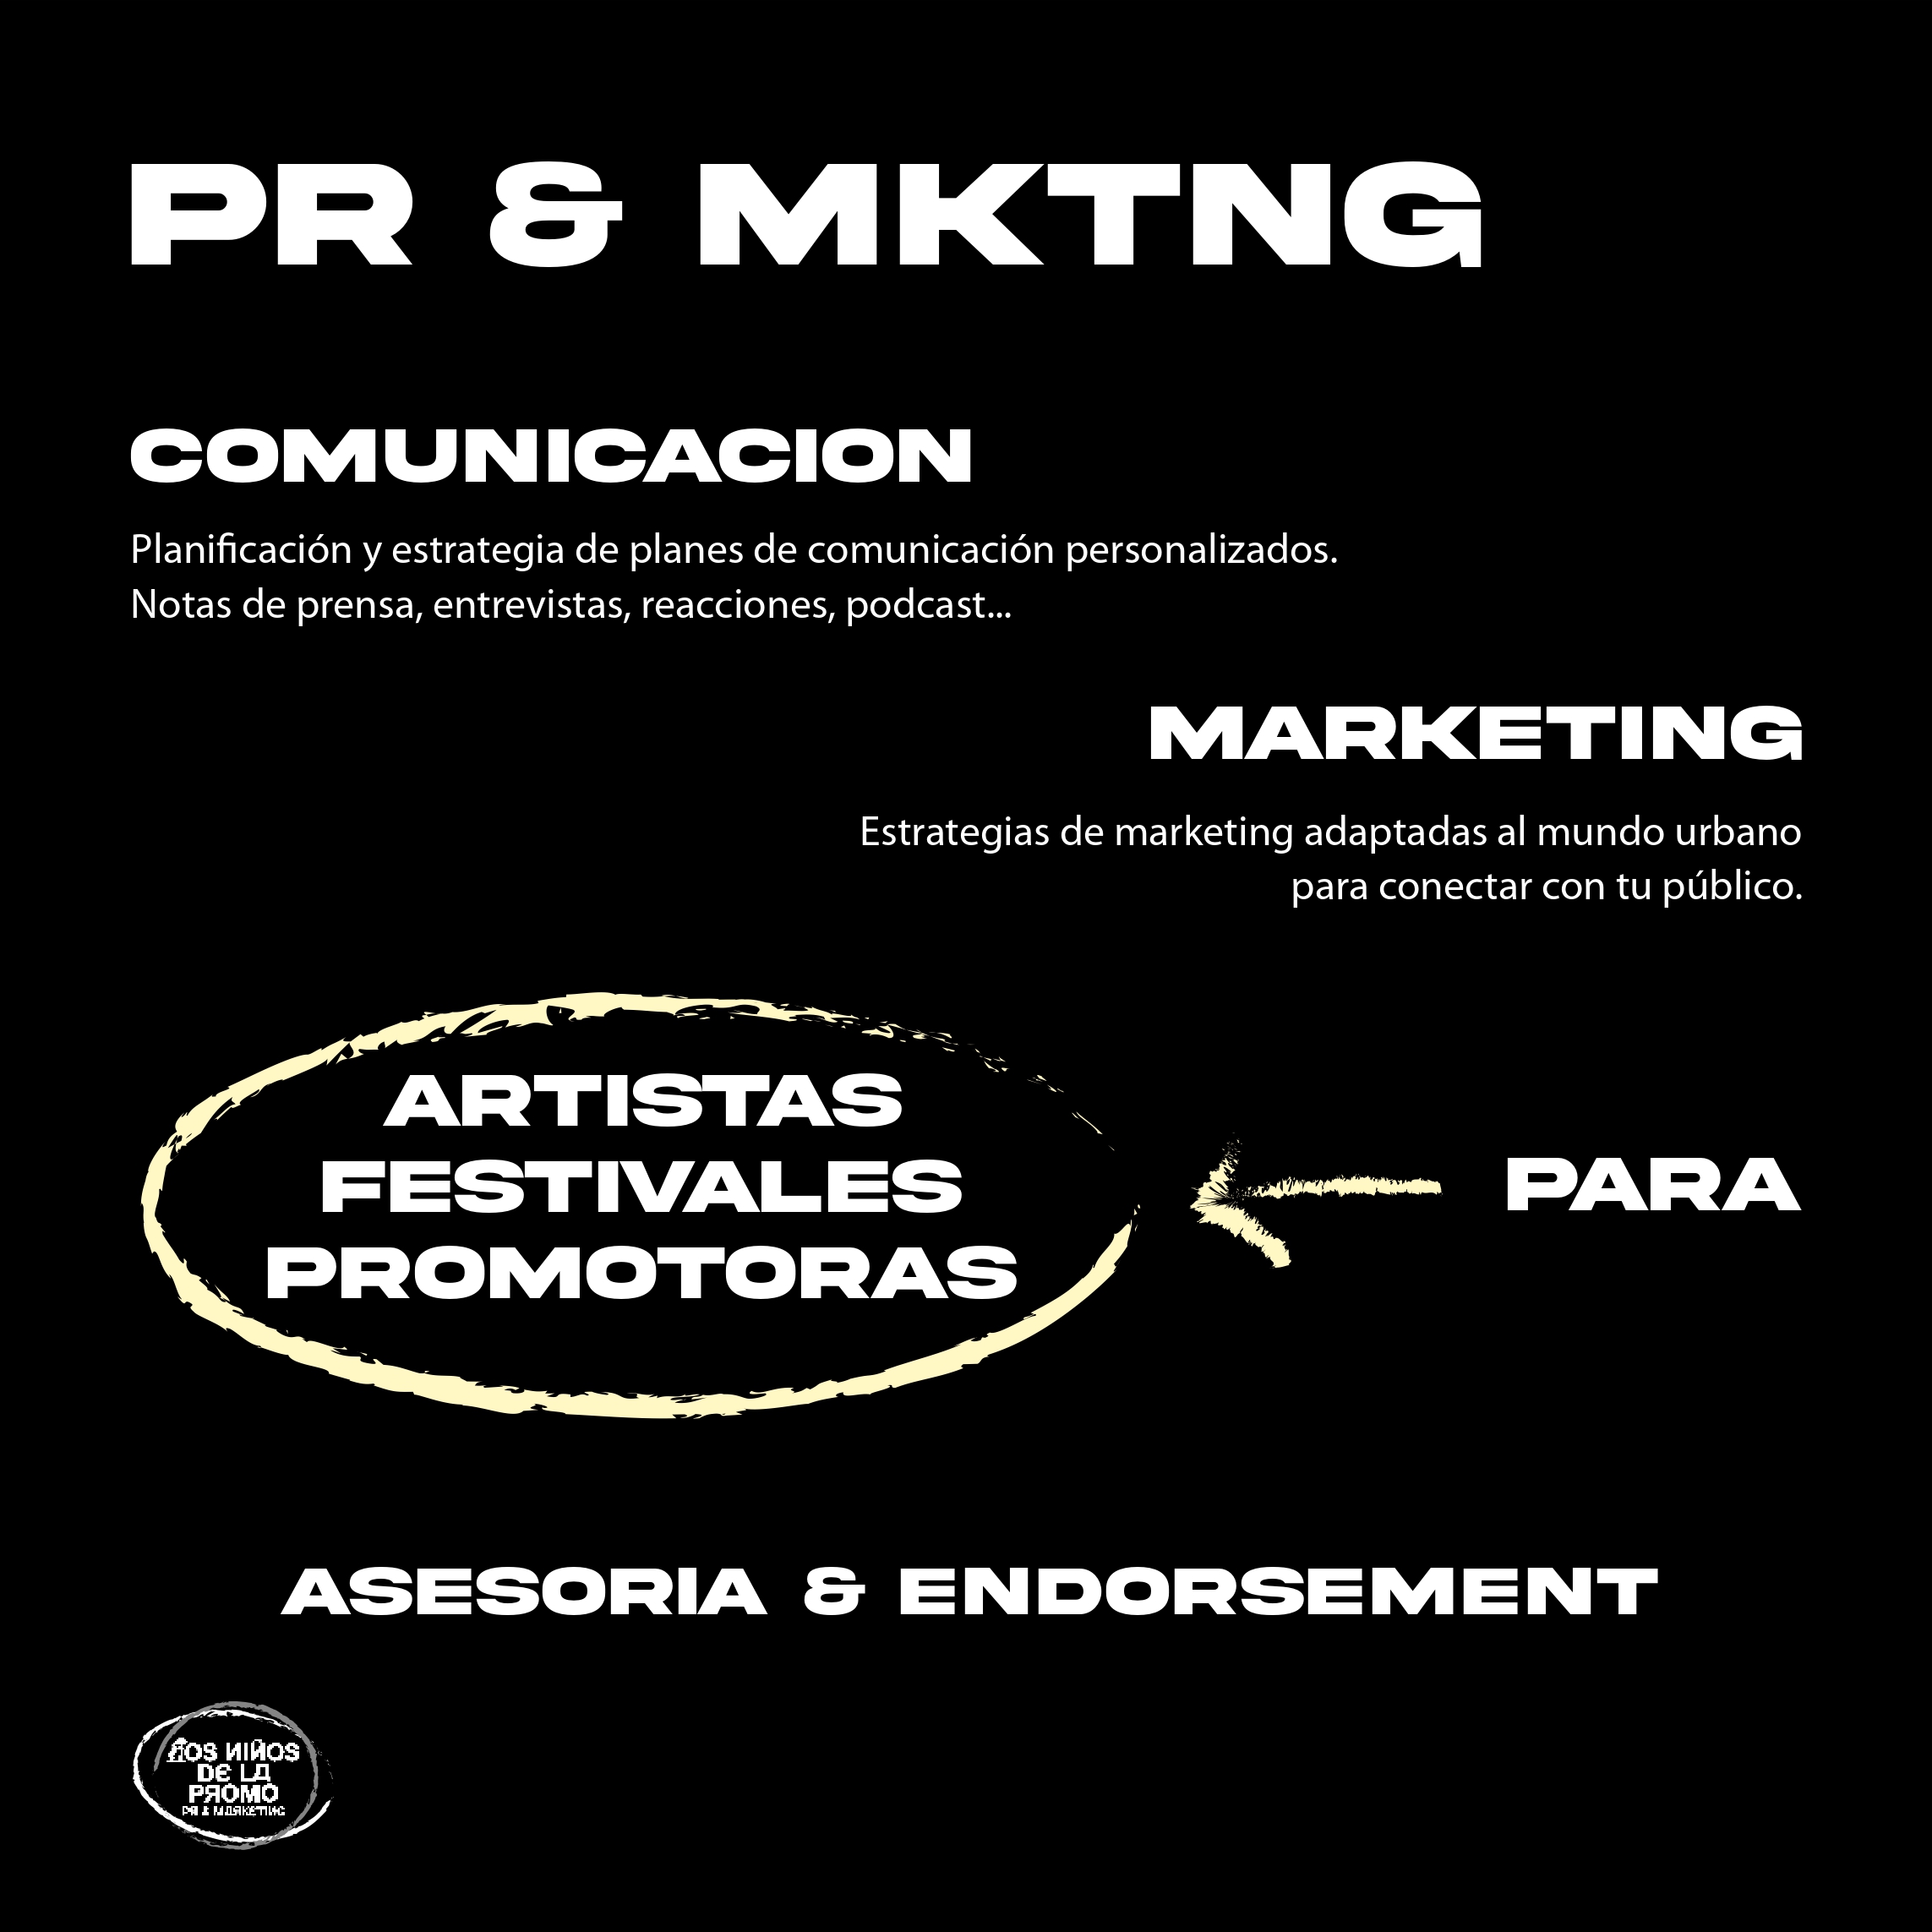 PR & MKTNG
COMUNICACION
Planificación y estrategia de planes de comunicación personalizados.
Notas de prensa, entrevistas, reacciones, podcast...
MARKETING
Estrategias de marketing adaptadas al mundo urbano
para conectar con tu público.
ARTISTAS
FESTIVALES
PROMOTORAS
PARA
ASESORIA & ENDORSEMENT
LOS NIÑOS
DE LA
PROMO
PR & MARKETING